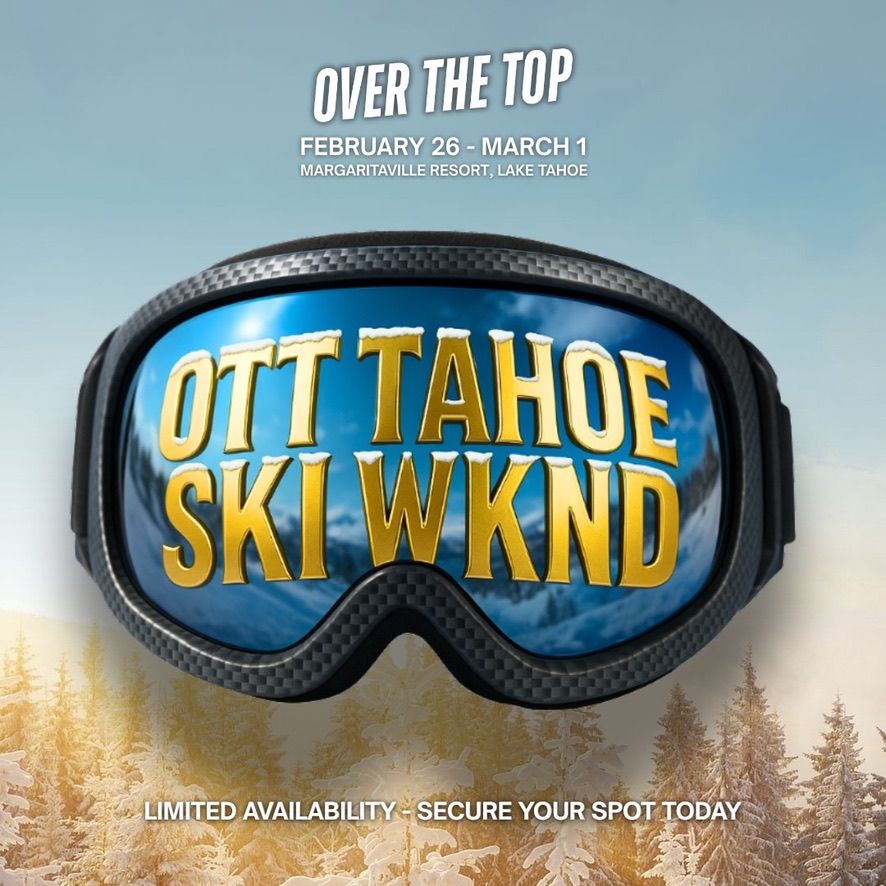 OVER THE TOP
FEBRUARY 26 - MARCH 1
MARGARITAVILLE RESORT, LAKE TAHOE
OTT TAHOE
SKI WKND
LIMITED AVAILABILITY - SECURE YOUR SPOT TODAY